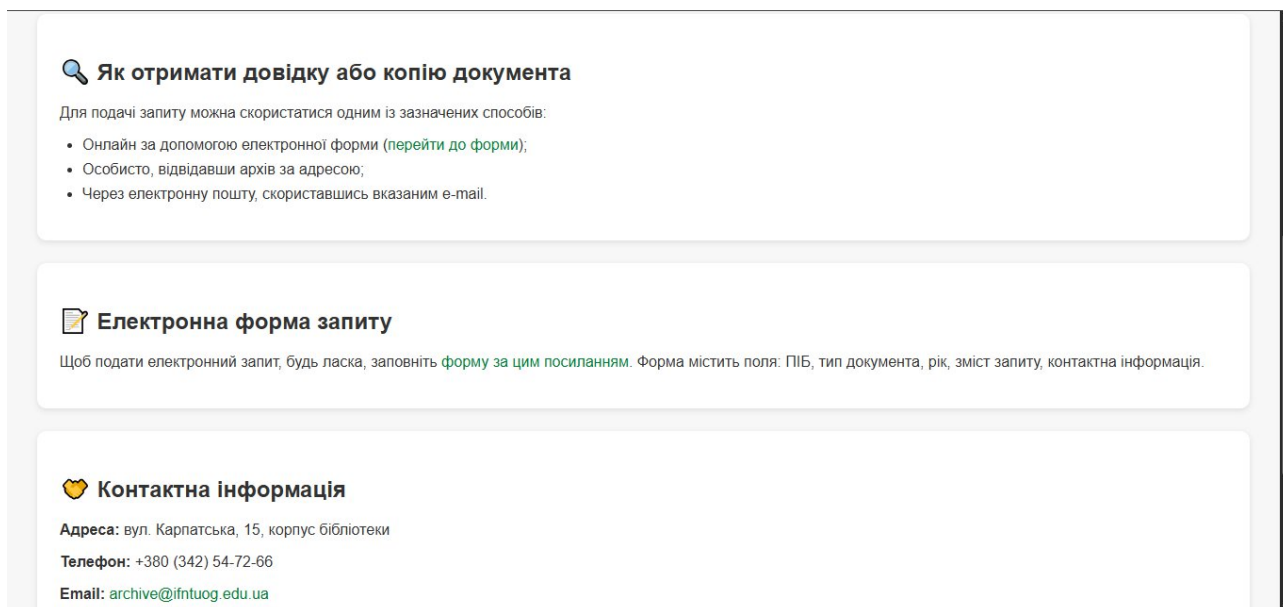 Як отримати довідку або копію документа
Для подачі запиту можна скористатися одним із зазначених способів:
• Онлайн за допомогою електронної форми (перейти до форми);
• Особисто, відвідавши архів за адресою;
• Через електронну пошту, скориставшись вказаним e-mail.
Електронна форма запиту
Щоб подати електронний запит, будь ласка, заповніть форму за цим посиланням. Форма містить поля: ПІБ, тип документа, рік, зміст запиту, контактна інформація.
Контактна інформація
Адреса: вул. Карпатська, 15, корпус бібліотеки
Телефон: +380 (342) 54-72-66
Email: archive@ifntuog.edu.ua